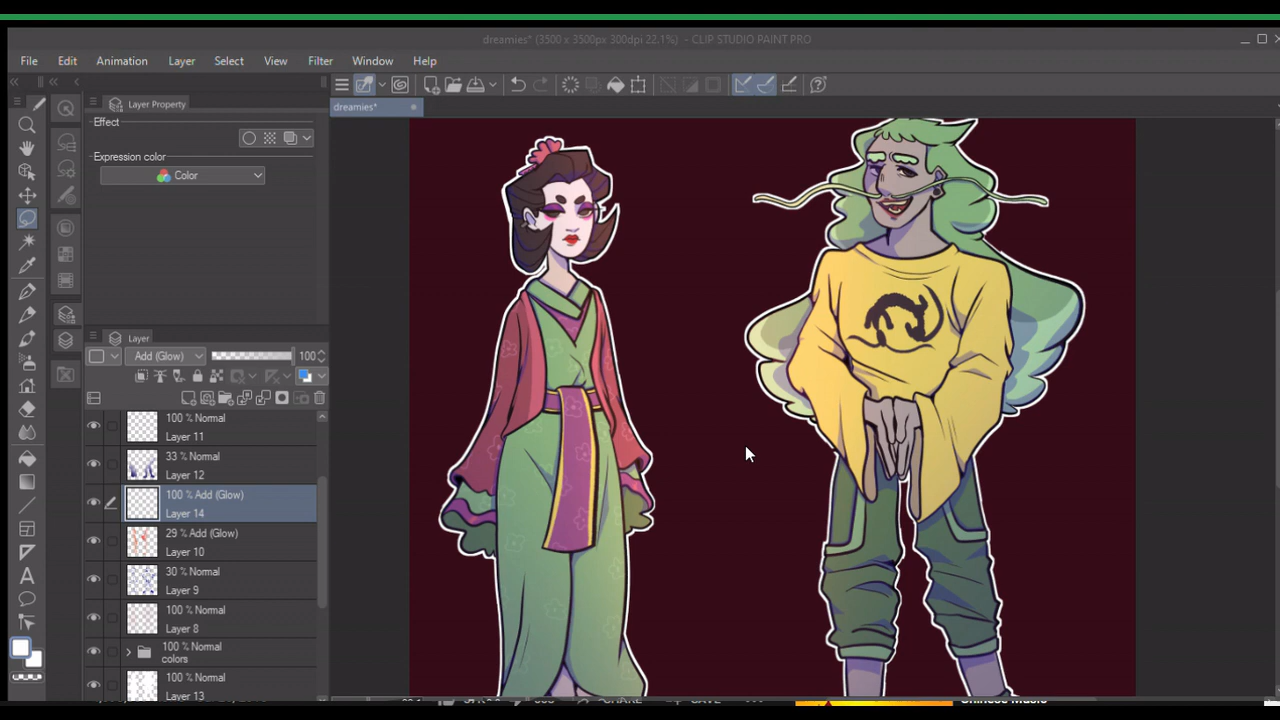 dreamies* (3500 x 3500px 300dpi 22.1%) - CLIP STUDIO PAINT PRO
File Edit Animation Layer Select View Filter Window Help
dreamies*
Layer Property
Effect
Expression color
Color
Layer
Add (Glow) 100
100 % Normal
Layer 11
33 % Normal
Layer 12
100 % Add (Glow)
Layer 14
29 % Add (Glow)
Layer 10
30 % Normal
Layer 9
100 % Normal
Layer 8
100 % Normal
colors
100 % Normal
Layer 13